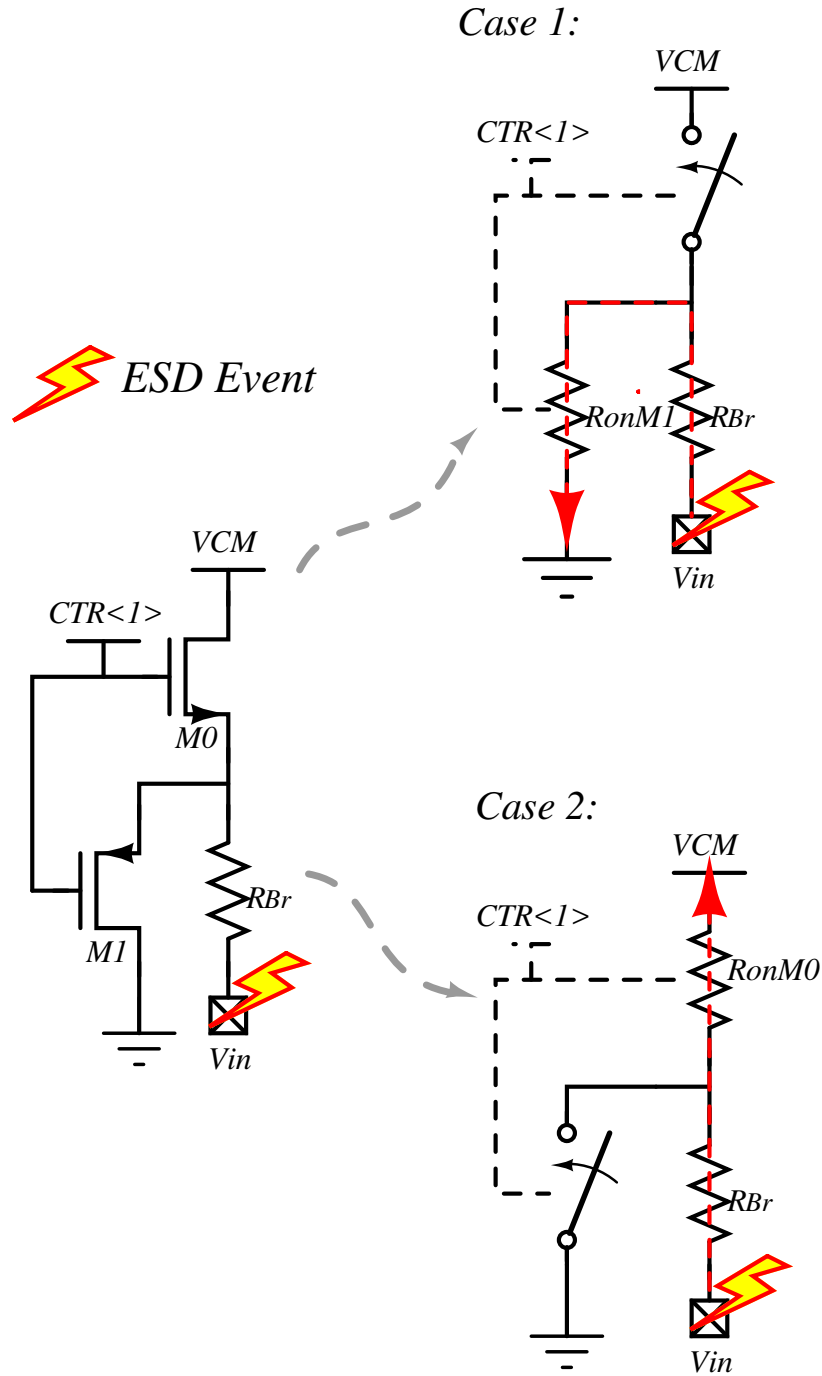 Case 1:
VCM
CTR<1>
RonM1
RBr
Vin
ESD Event
VCM
CTR<1>
M0
M1
RBr
Vin
Case 2:
VCM
CTR<1>
RonM0
RBr
Vin